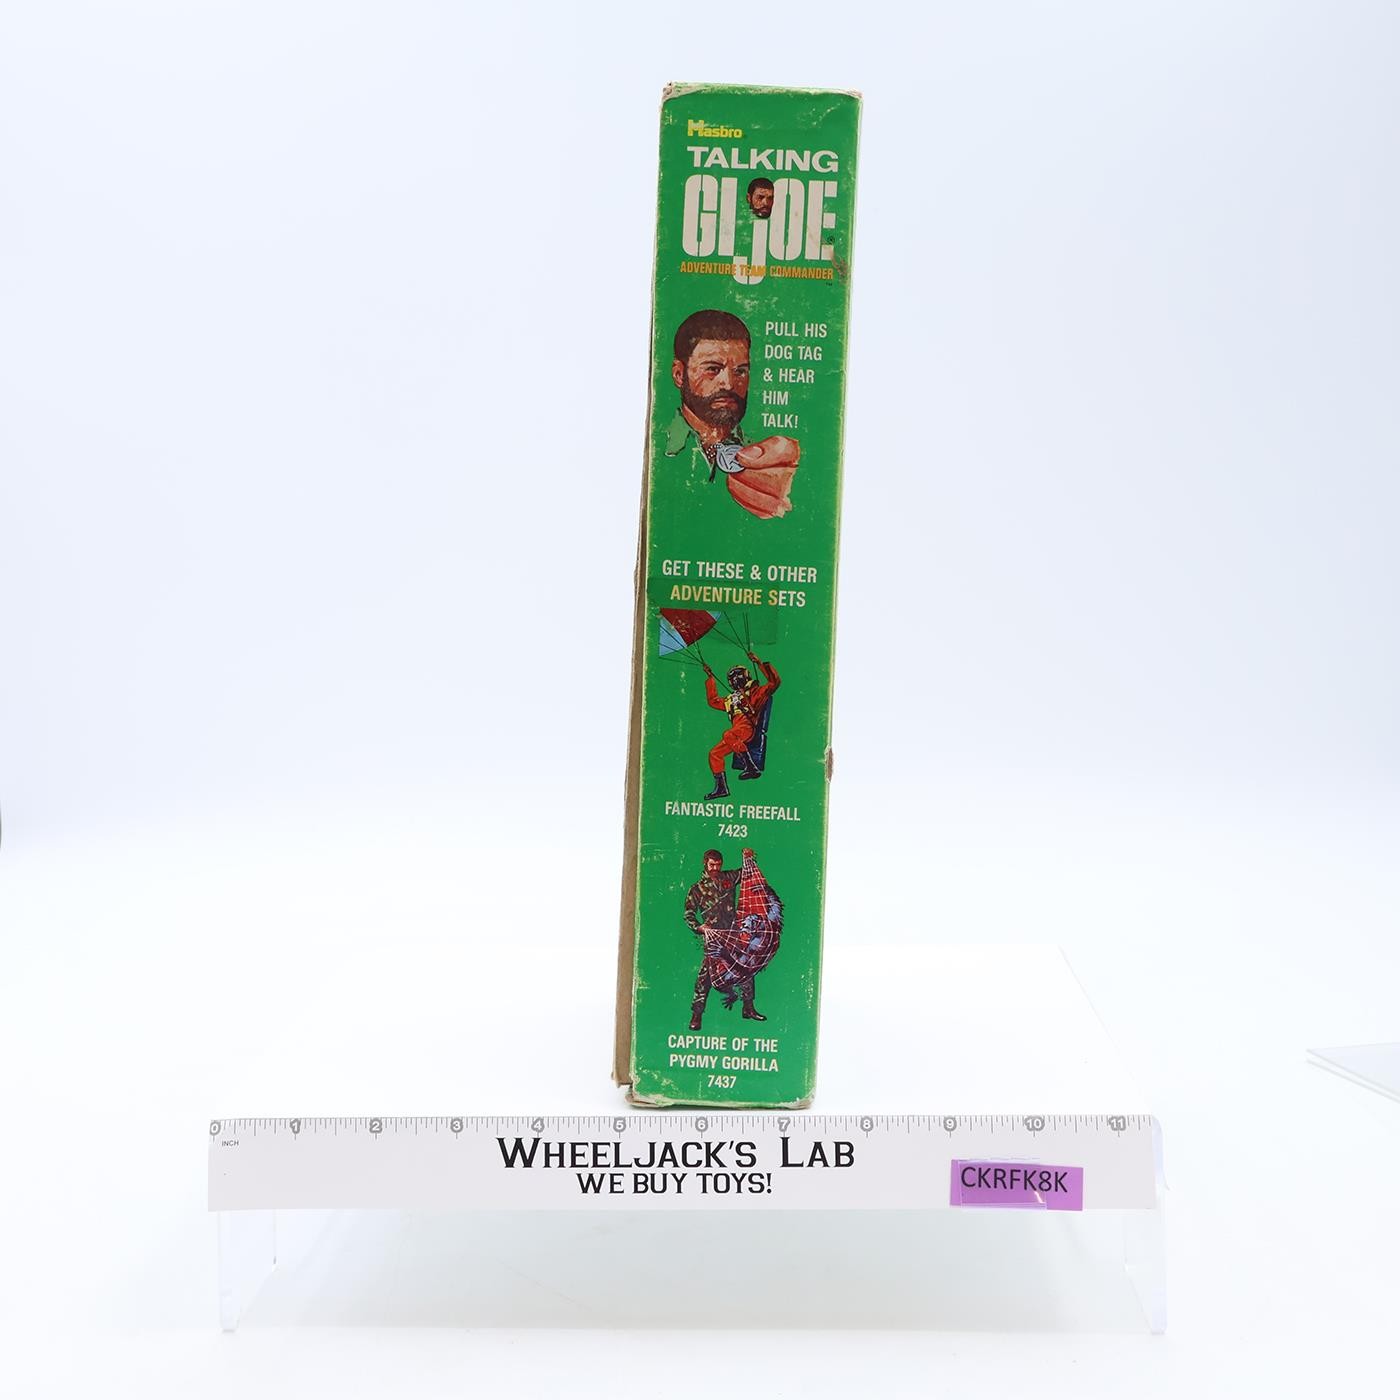 Hasbro
TALKING
GI JOE
®
ADVENTURE TEAM COMMANDER
™
PULL HIS
DOG TAG
& HEAR
HIM
TALK!
GET THESE & OTHER
ADVENTURE SETS
FANTASTIC FREEFALL
7423
CAPTURE OF THE
PYGMY GORILLA
7437
0 1 2 3 4 5 6 7 8 9 10 11
INCH
WHEELJACK'S LAB
WE BUY TOYS!
CKRFK8K